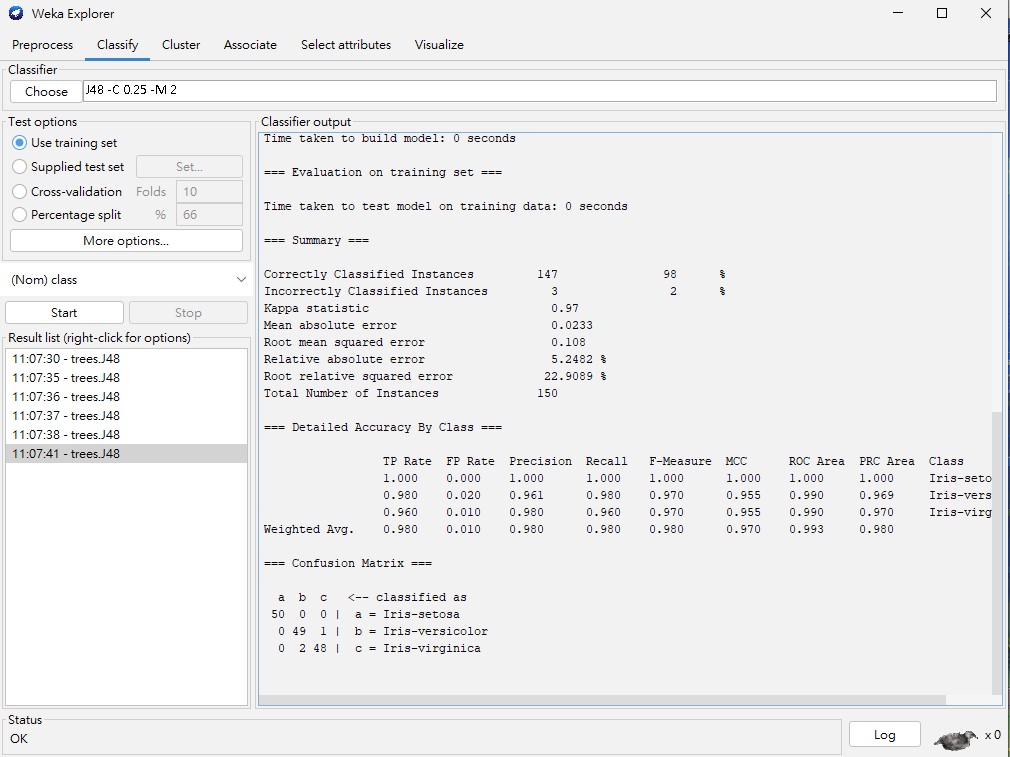 Weka Explorer
Preprocess Classify Cluster Associate Select attributes Visualize
Classifier
Choose J48 -C 0.25 -M 2
Test options
Use training set
Supplied test set Set...
Cross-validation Folds 10
Percentage split % 66
More options...
(Nom) class
Start Stop
Result list (right-click for options)
11:07:30 - trees.J48
11:07:35 - trees.J48
11:07:36 - trees.J48
11:07:37 - trees.J48
11:07:38 - trees.J48
11:07:41 - trees.J48
Classifier output
Time taken to build model: 0 seconds
=== Evaluation on training set ===
Time taken to test model on training data: 0 seconds
=== Summary ===
Correctly Classified Instances 147 98 %
Incorrectly Classified Instances 3 2 %
Kappa statistic 0.97
Mean absolute error 0.0233
Root mean squared error 0.108
Relative absolute error 5.2482 %
Root relative squared error 22.9089 %
Total Number of Instances 150
=== Detailed Accuracy By Class ===
TP Rate FP Rate Precision Recall F-Measure MCC ROC Area PRC Area Class
1.000 0.000 1.000 1.000 1.000 1.000 1.000 1.000 Iris-seto
0.980 0.020 0.961 0.980 0.970 0.955 0.990 0.969 Iris-vers
0.960 0.010 0.980 0.960 0.970 0.955 0.990 0.970 Iris-virg
Weighted Avg. 0.980 0.010 0.980 0.980 0.980 0.970 0.993 0.980
=== Confusion Matrix ===
a b c <-- classified as
50 0 0 | a = Iris-setosa
0 49 1 | b = Iris-versicolor
0 2 48 | c = Iris-virginica
Status
OK
Log x 0